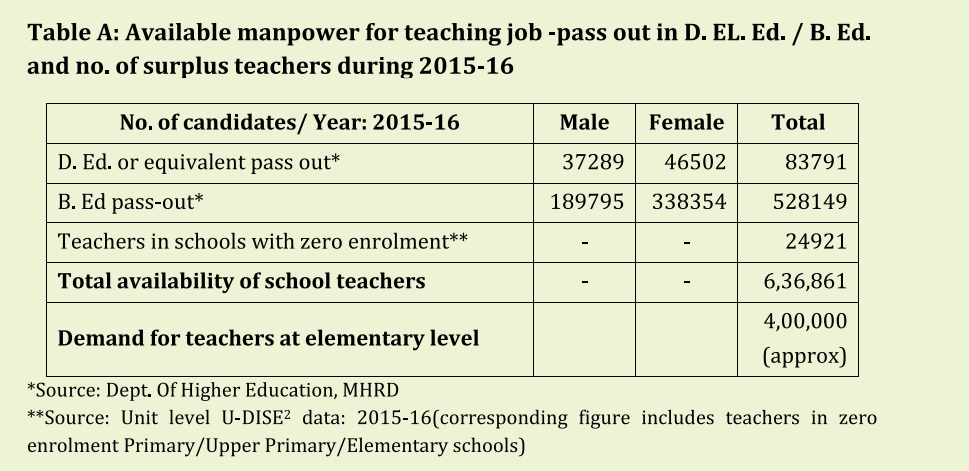 Table A: Available manpower for teaching job -pass out in D. EL. Ed. / B. Ed.
and no. of surplus teachers during 2015-16
No. of candidates/ Year: 2015-16 Male Female Total
D. Ed. or equivalent pass out* 37289 46502 83791
B. Ed pass-out* 189795 338354 528149
Teachers in schools with zero enrolment** - - 24921
Total availability of school teachers - - 6,36,861
Demand for teachers at elementary level 4,00,000
(approx)
*Source: Dept. Of Higher Education, MHRD
**Source: Unit level U-DISE² data: 2015-16(corresponding figure includes teachers in zero
enrolment Primary/Upper Primary/Elementary schools)